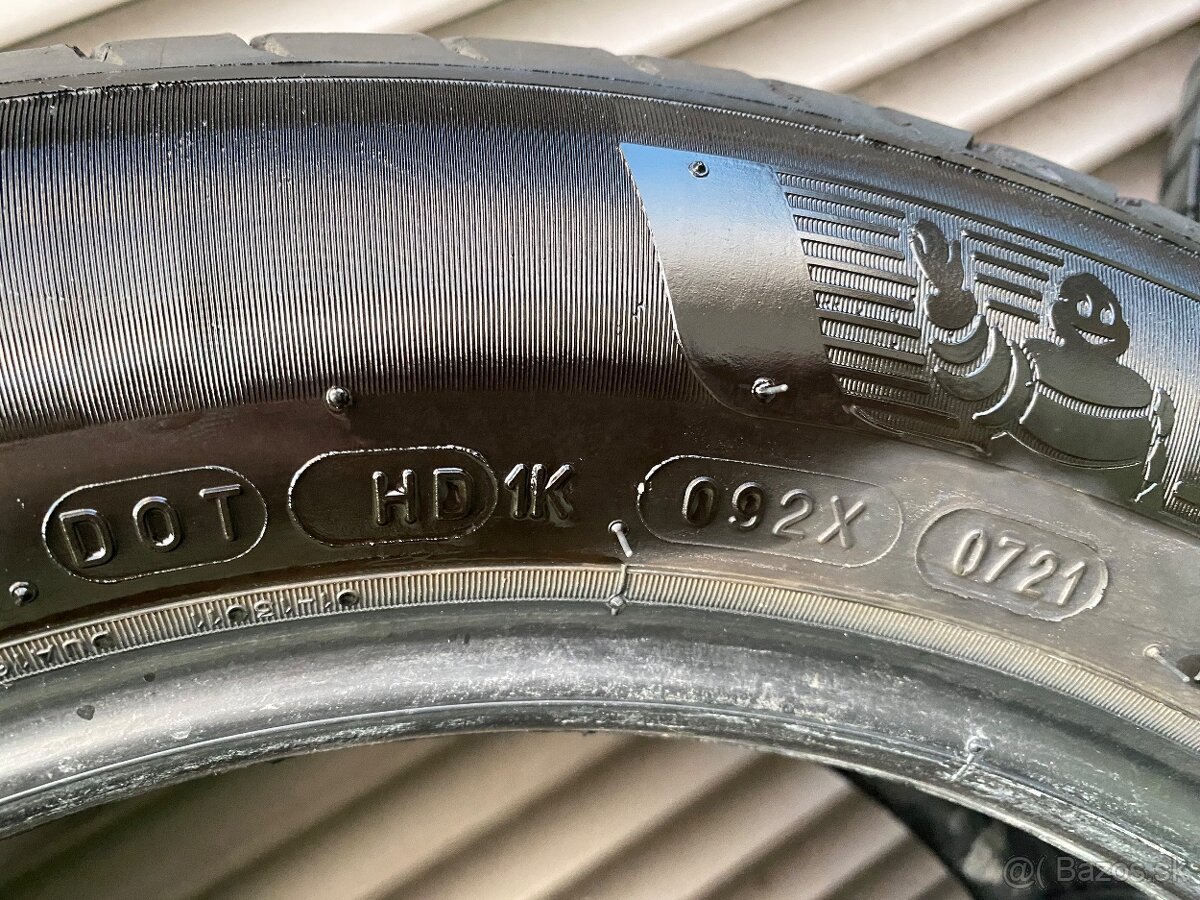 DOT HD 1K 092X 0721
@( Bazos.sk